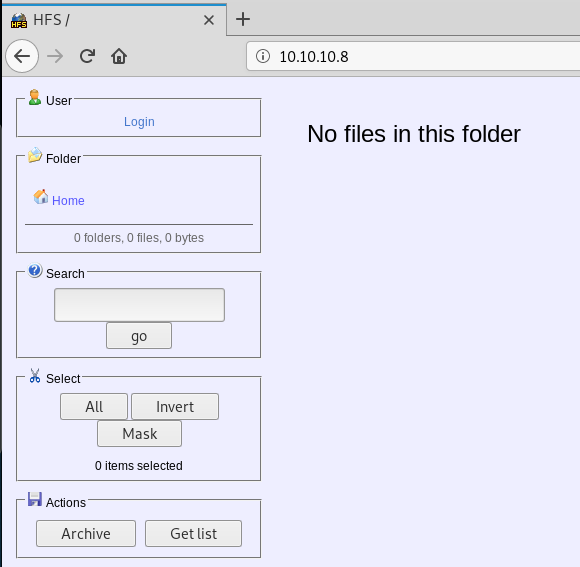 HFS /
10.10.10.8
User
Login
No files in this folder
Folder
Home
0 folders, 0 files, 0 bytes
Search
go
Select
All Invert
Mask
0 items selected
Actions
Archive Get list